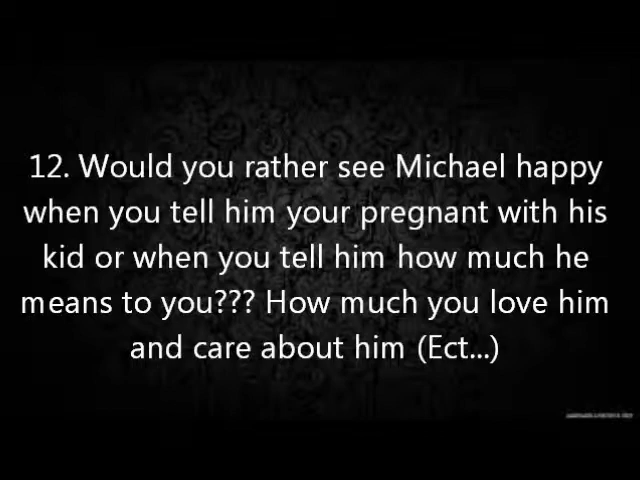 12. Would you rather see Michael happy
when you tell him your pregnant with his
kid or when you tell him how much he
means to you??? How much you love him
and care about him (Ect...)